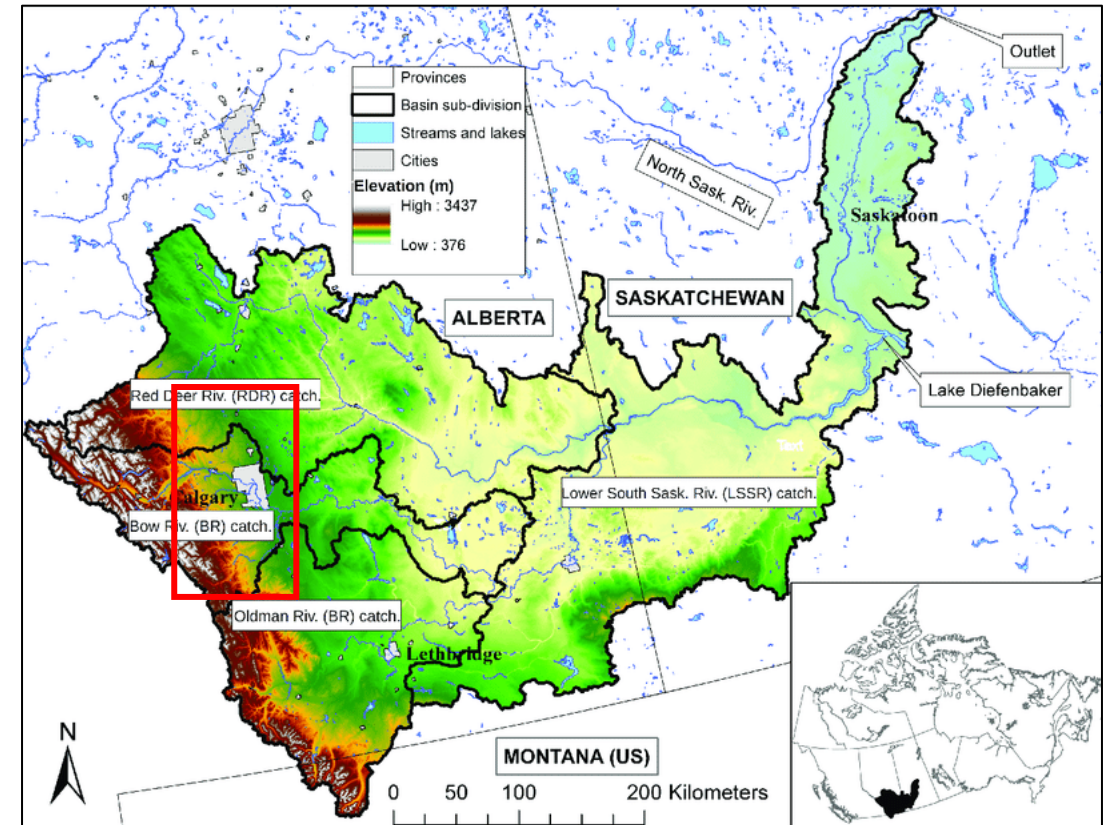 Outlet
Provinces
Basin sub-division
Streams and lakes
Cities
Elevation (m)
High : 3437
Low : 376
North Sask. Riv.
Saskatoon
SASKATCHEWAN
ALBERTA
Lake Diefenbaker
Red Deer Riv. (RDR) catch.
Text
Calgary
Lower South Sask. Riv. (LSSR) catch.
Bow Riv. (BR) catch.
Oldman Riv. (BR) catch.
Lethbridge
N
MONTANA (US)
0 50 100 200 Kilometers